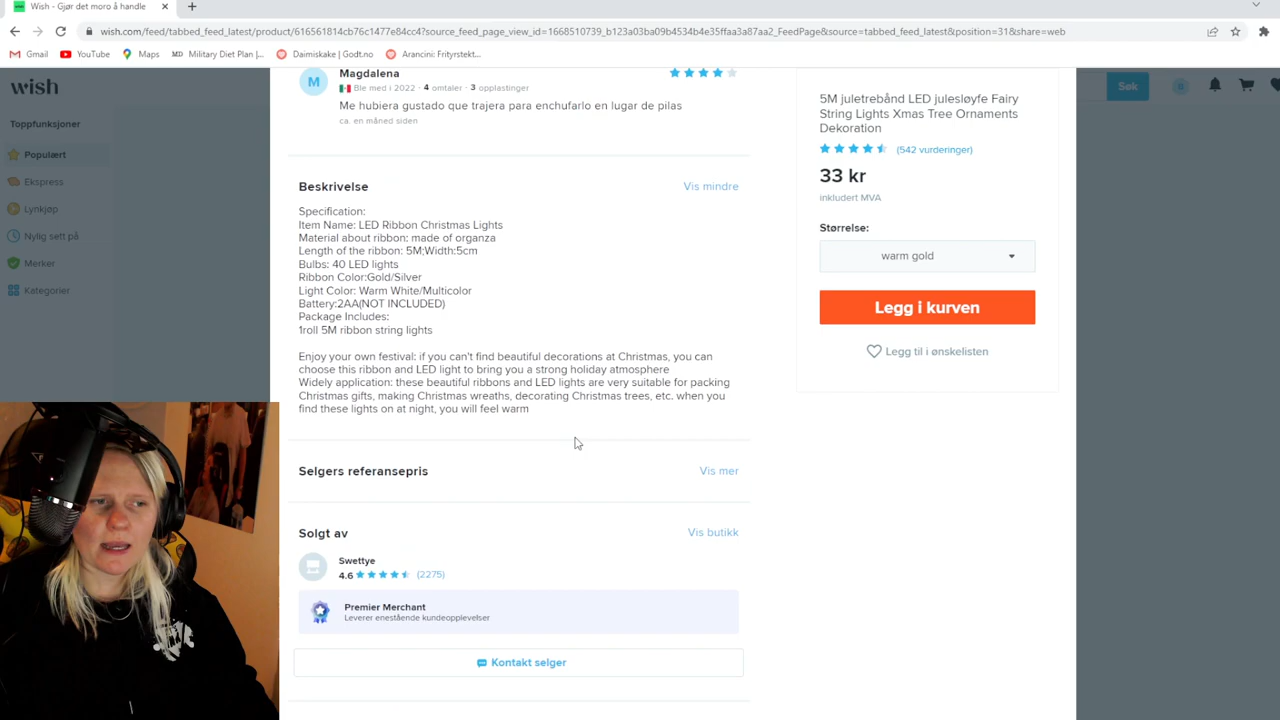 Wish - Gjør det moro å handle
wish.com/feed/tabbed_feed_latest/product/616561814cb76c1477e84cc4?source_feed_page_view_id=1668510739_b123a03ba09b4534b4e35ffaa3a87aa2_FeedPage&source=tabbed_feed_latest&position=31&share=web
Gmail YouTube Maps Military Diet Plan |... Daimiskake | Godt.no Arancini: Frityrstekt...
wish
Søk
Toppfunksjoner
Populært
Ekspress
Lynkjøp
Nylig sett på
Merker
Kategorier
M
Magdalena
Ble med i 2022 · 4 omtaler · 3 opplastinger
Me hubiera gustado que trajera para enchufarlo en lugar de pilas
ca. en måned siden
Beskrivelse Vis mindre
Specification:
Item Name: LED Ribbon Christmas Lights
Material about ribbon: made of organza
Length of the ribbon: 5M;Width:5cm
Bulbs: 40 LED lights
Ribbon Color:Gold/Silver
Light Color: Warm White/Multicolor
Battery:2AA(NOT INCLUDED)
Package Includes:
1roll 5M ribbon string lights
Enjoy your own festival: if you can't find beautiful decorations at Christmas, you can
choose this ribbon and LED light to bring you a strong holiday atmosphere
Widely application: these beautiful ribbons and LED lights are very suitable for packing
Christmas gifts, making Christmas wreaths, decorating Christmas trees, etc. when you
find these lights on at night, you will feel warm
Selgers referansepris Vis mer
Solgt av Vis butikk
Swettye
4.6 (2275)
Premier Merchant
Leverer enestående kundeopplevelser
Kontakt selger
5M juletrebånd LED julesløyfe Fairy
String Lights Xmas Tree Ornaments
Dekoration
(542 vurderinger)
33 kr
inkludert MVA
Størrelse:
warm gold
Legg i kurven
Legg til i ønskelisten